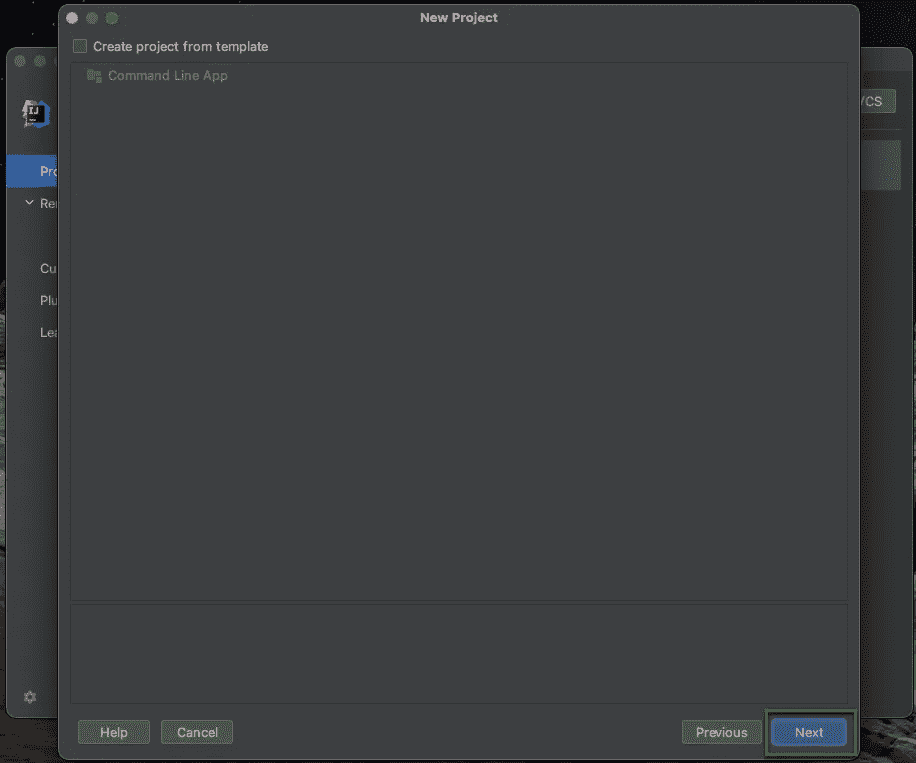 New Project
Create project from template
Command Line App
IJ
/CS
Pro
Re
Cu
Plu
Lea
Help
Cancel
Previous
Next